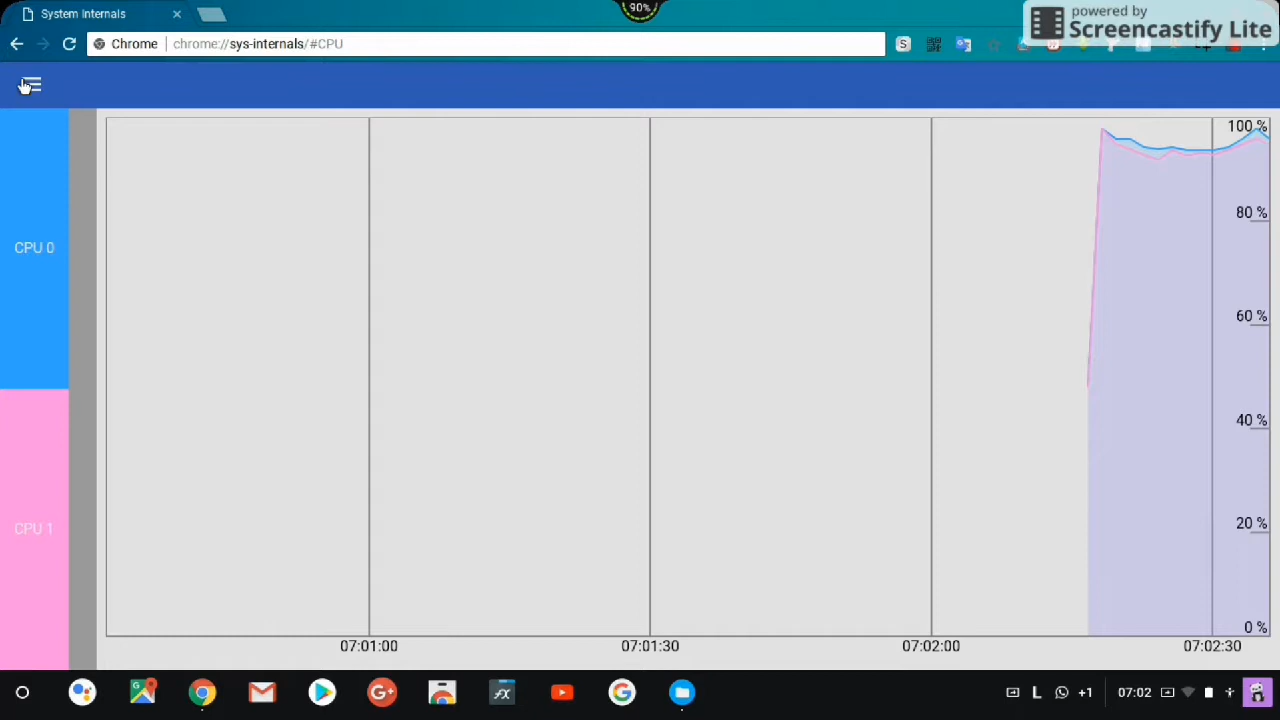 System Internals
90%
powered by
Screencastify Lite
Chrome
chrome://sys-internals/#CPU
S
CPU 0
CPU 1
100 %
80 %
60 %
40 %
20 %
0 %
07:01:00
07:01:30
07:02:00
07:02:30
L
+1
07:02